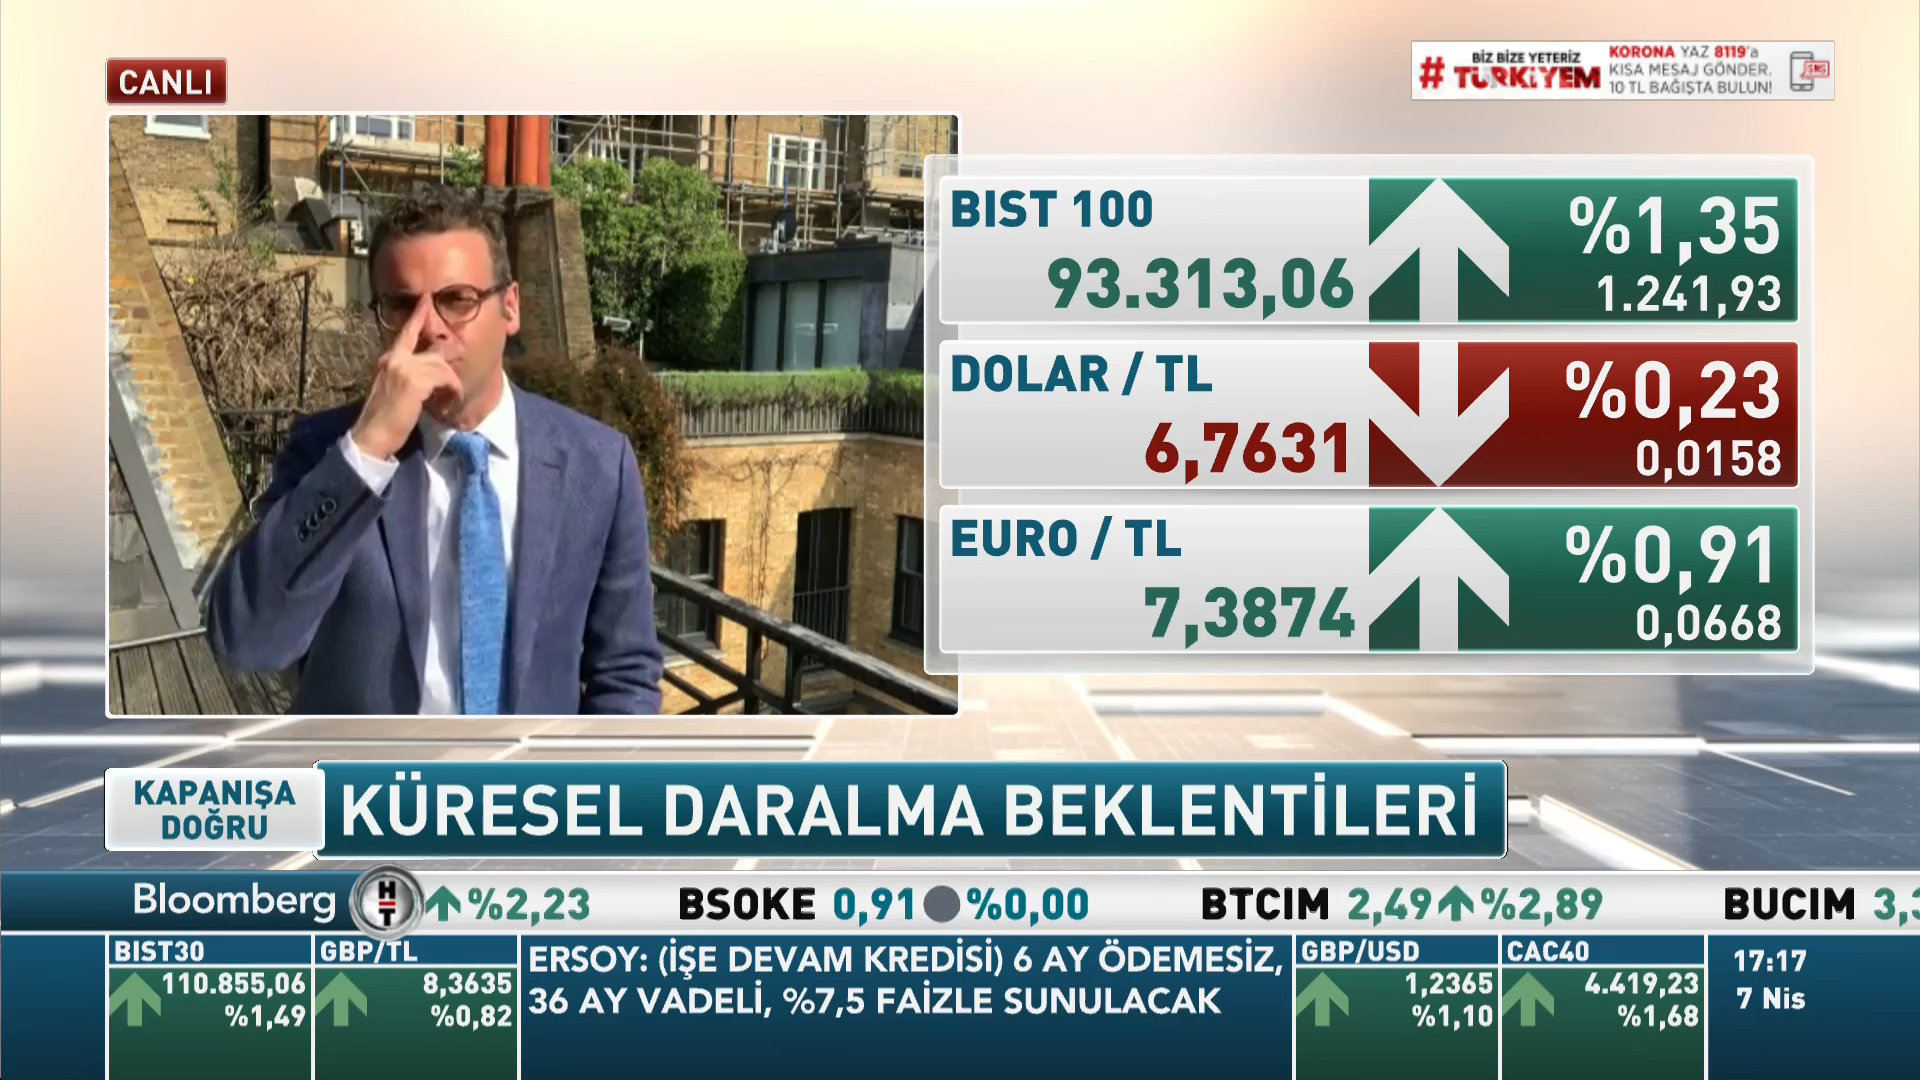 CANLI
BİZ BİZE YETERİZ
# TÜRKİYEM
KORONA YAZ 8119'a
KISA MESAJ GÖNDER.
10 TL BAĞIŞTA BULUN!
SMS
BIST 100
93.313,06
%1,35
1.241,93
DOLAR / TL
6,7631
%0,23
0,0158
EURO / TL
7,3874
%0,91
0,0668
KAPANIŞA
DOĞRU
KÜRESEL DARALMA BEKLENTİLERİ
Bloomberg HT %2,23 BSOKE 0,91 %0,00 BTCIM 2,49 %2,89 BUCIM
BIST30
110.855,06
%1,49
GBP/TL
8,3635
%0,82
ERSOY: (İŞE DEVAM KREDİSİ) 6 AY ÖDEMESİZ,
36 AY VADELİ, %7,5 FAİZLE SUNULACAK
GBP/USD
1,2365
%1,10
CAC40
4.419,23
%1,68
17:17
7 Nis